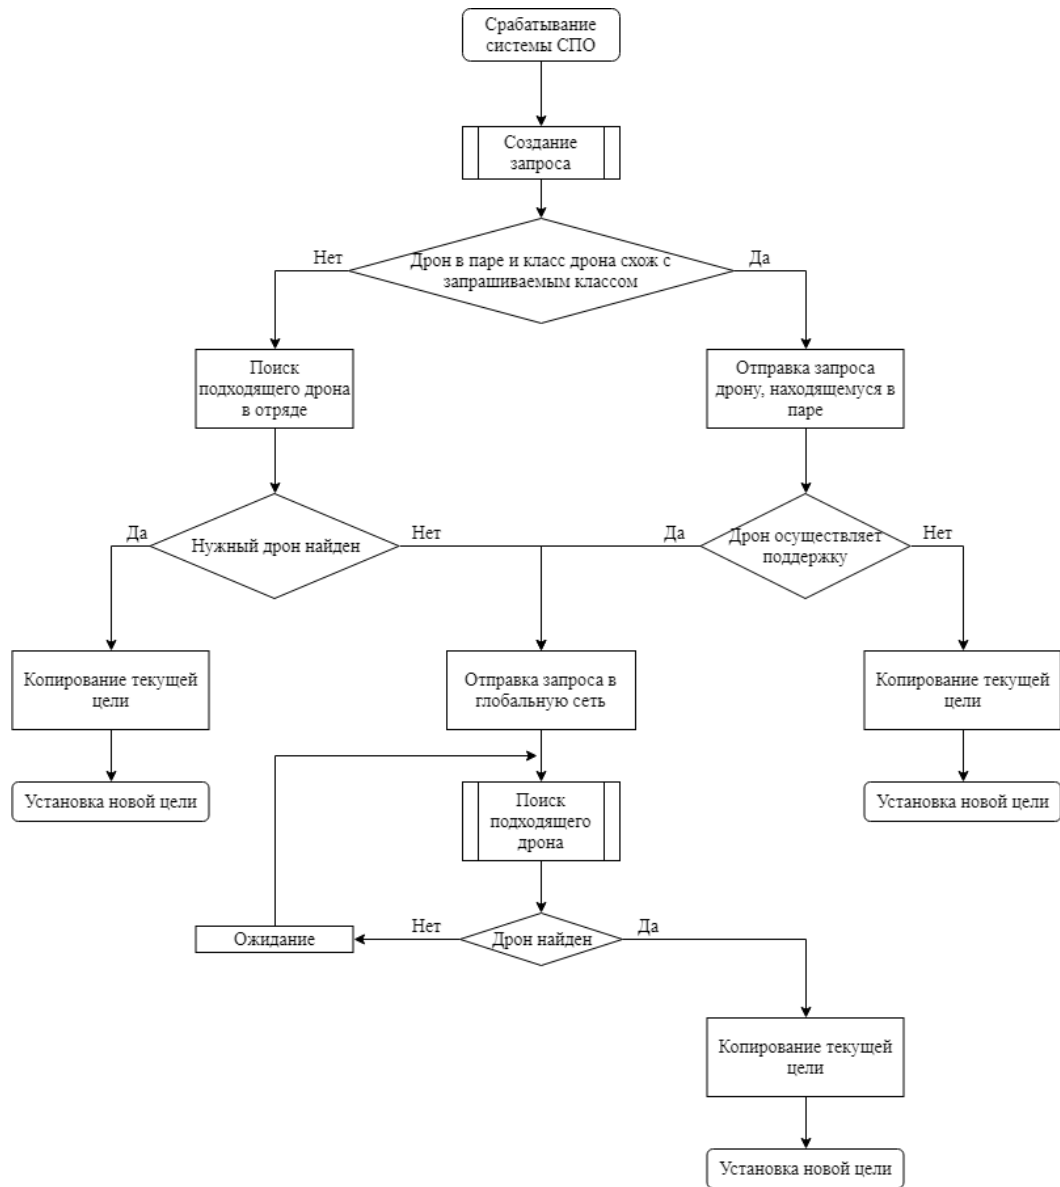 Срабатывание
системы СПО
Создание
запроса
Нет
Дрон в паре и класс дрона схож с
запрашиваемым классом
Да
Поиск
подходящего дрона
в отряде
Отправка запроса
дрону, находящемуся в
паре
Да
Нужный дрон найден
Нет
Да
Дрон осуществляет
поддержку
Нет
Копирование текущей
цели
Отправка запроса в
глобальную сеть
Копирование текущей
цели
Установка новой цели
Поиск
подходящего
дрона
Установка новой цели
Ожидание
Нет
Дрон найден
Да
Копирование текущей
цели
Установка новой цели